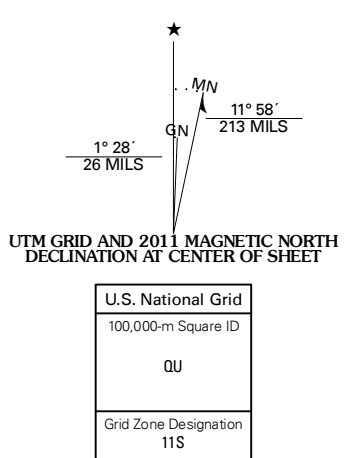 ★
MN
11° 58´
213 MILS
GN
1° 28´
26 MILS
UTM GRID AND 2011 MAGNETIC NORTH
DECLINATION AT CENTER OF SHEET
U.S. National Grid
100,000-m Square ID
QU
Grid Zone Designation
11S